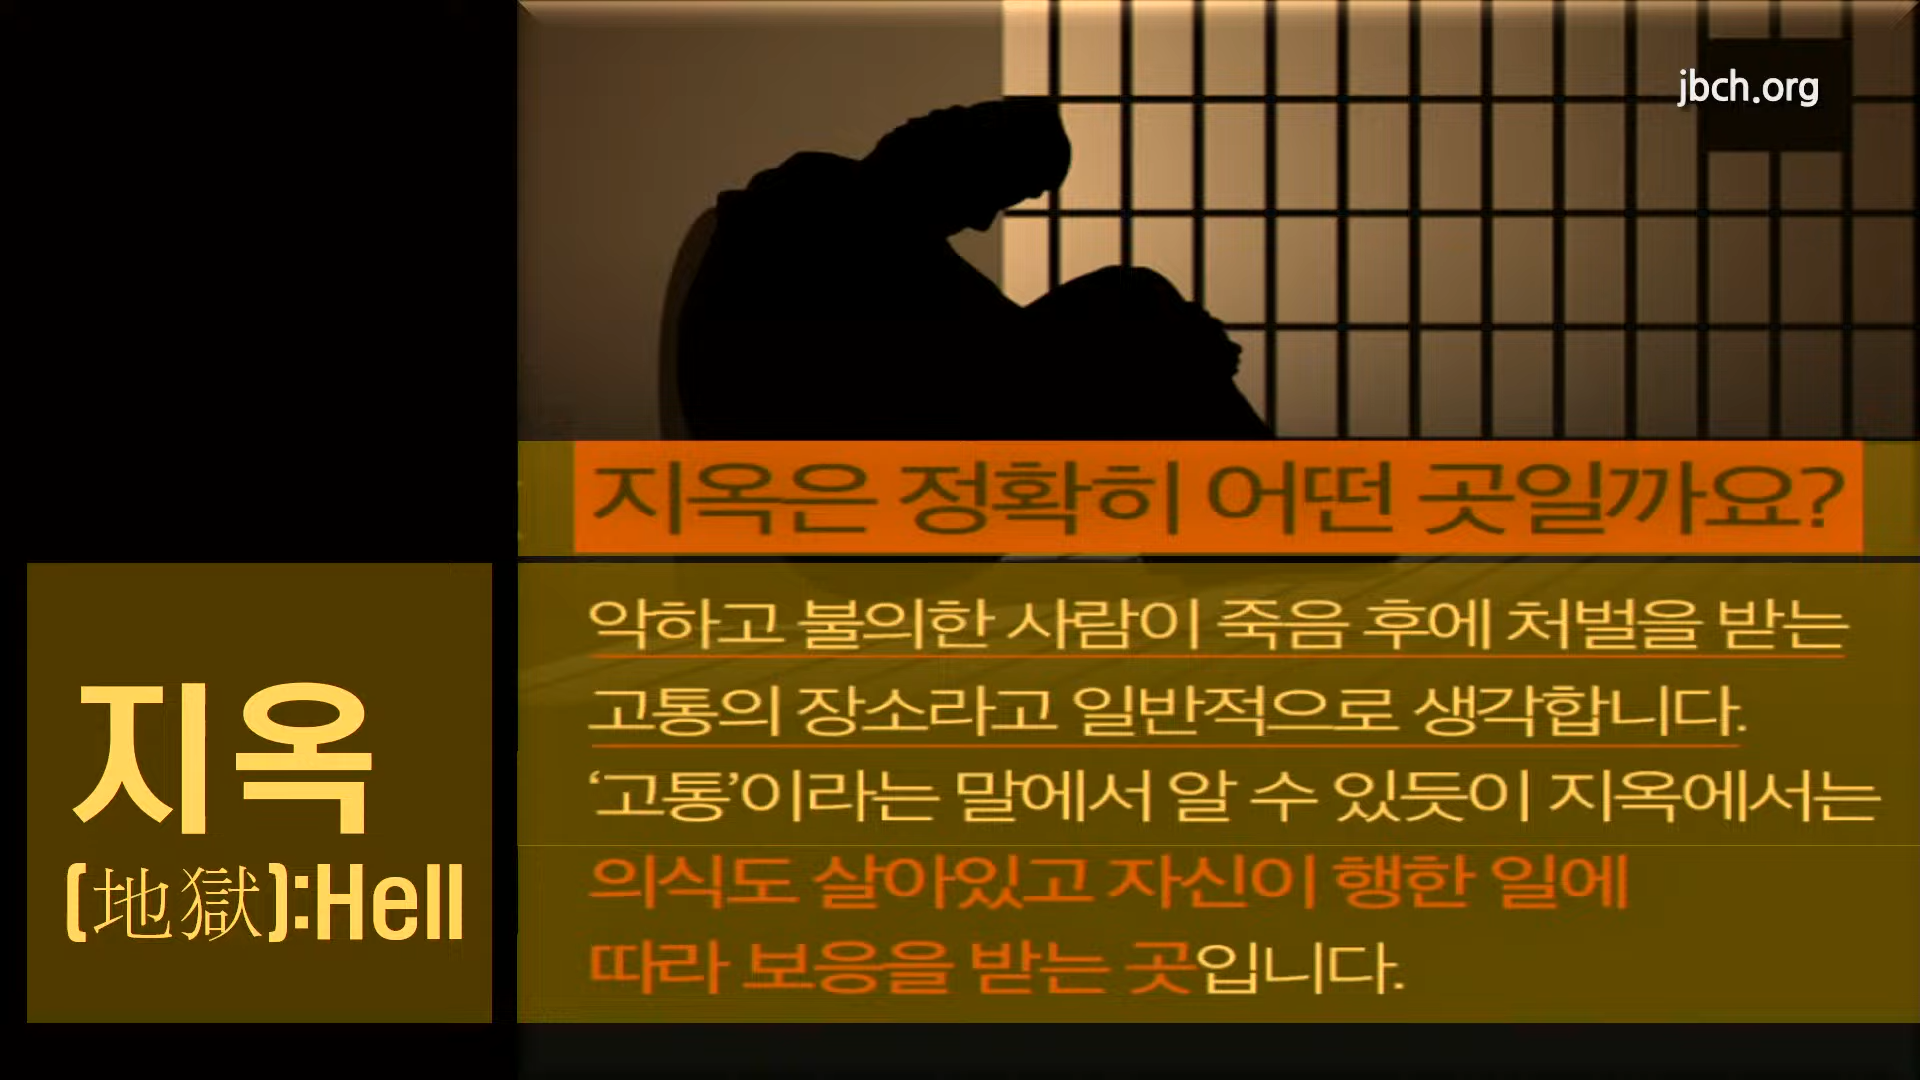 jbch.org
지옥은 정확히 어떤 곳일까요?
악하고 불의한 사람이 죽음 후에 처벌을 받는
고통의 장소라고 일반적으로 생각합니다.
‘고통’이라는 말에서 알 수 있듯이 지옥에서는
의식도 살아있고 자신이 행한 일에
따라 보응을 받는 곳입니다.
지옥
(地獄):Hell